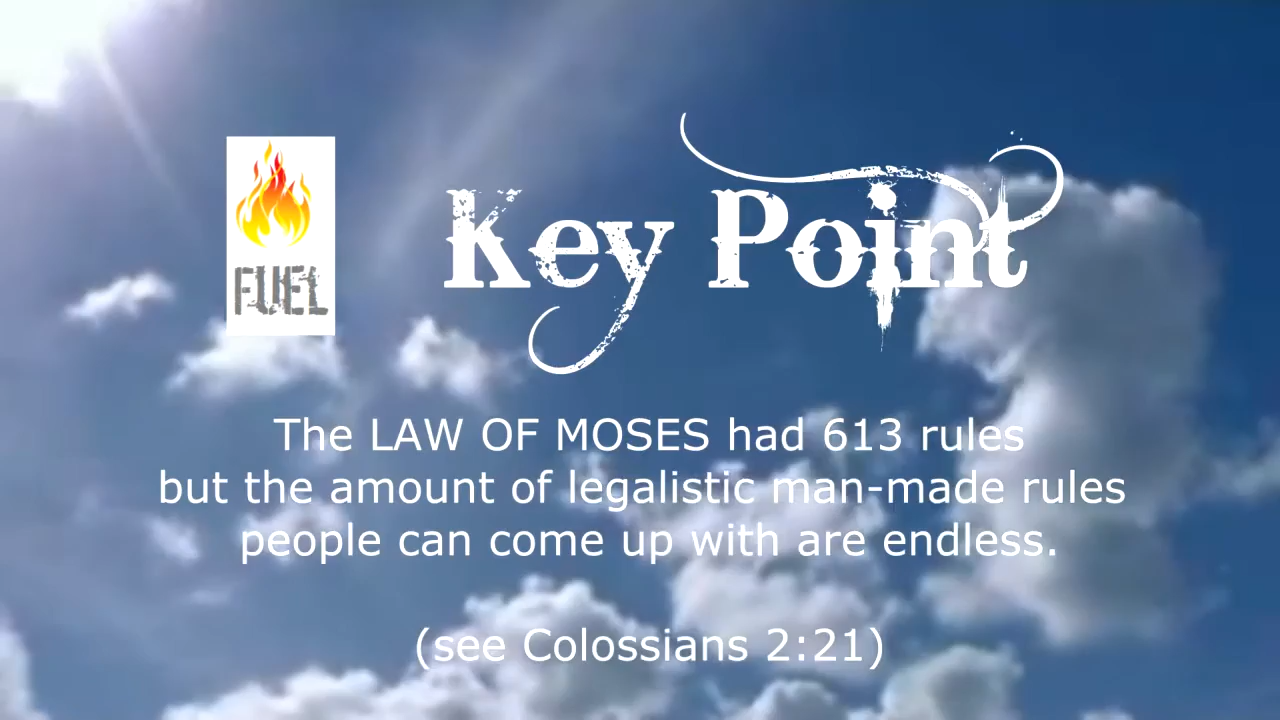 FUEL
Key Point
The LAW OF MOSES had 613 rules
but the amount of legalistic man-made rules
people can come up with are endless.
(see Colossians 2:21)